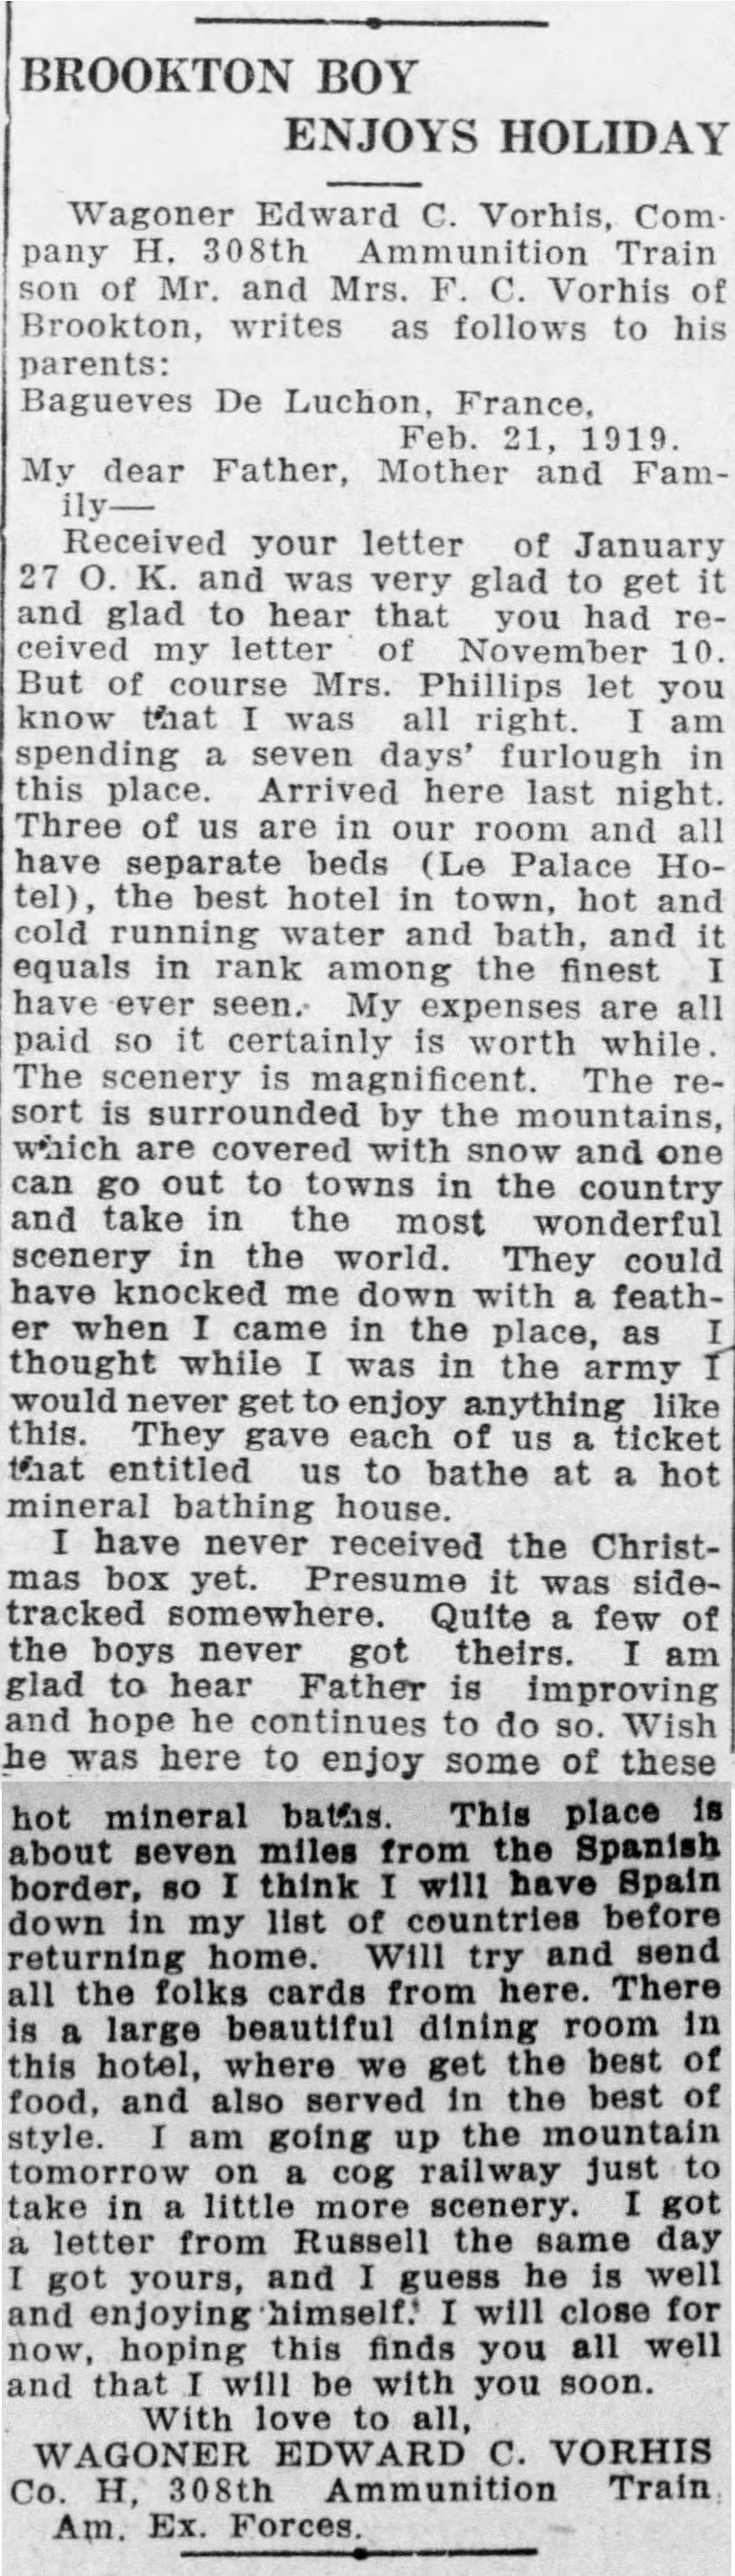 BROOKTON BOY
ENJOYS HOLIDAY
Wagoner Edward C. Vorhis, Com-
pany H. 308th Ammunition Train
son of Mr. and Mrs. F. C. Vorhis of
Brookton, writes as follows to his
parents:
Bagueves De Luchon, France,
Feb. 21, 1919.
My dear Father, Mother and Fam-
ily—
Received your letter of January
27 O. K. and was very glad to get it
and glad to hear that you had re-
ceived my letter of November 10.
But of course Mrs. Phillips let you
know that I was all right. I am
spending a seven days' furlough in
this place. Arrived here last night.
Three of us are in our room and all
have separate beds (Le Palace Ho-
tel), the best hotel in town, hot and
cold running water and bath, and it
equals in rank among the finest I
have ever seen. My expenses are all
paid so it certainly is worth while.
The scenery is magnificent. The re-
sort is surrounded by the mountains,
which are covered with snow and one
can go out to towns in the country
and take in the most wonderful
scenery in the world. They could
have knocked me down with a feath-
er when I came in the place, as I
thought while I was in the army I
would never get to enjoy anything like
this. They gave each of us a ticket
that entitled us to bathe at a hot
mineral bathing house.
I have never received the Christ-
mas box yet. Presume it was side-
tracked somewhere. Quite a few of
the boys never got theirs. I am
glad to hear Father is improving
and hope he continues to do so. Wish
he was here to enjoy some of these
hot mineral baths. This place is
about seven miles from the Spanish
border, so I think I will have Spain
down in my list of countries before
returning home. Will try and send
all the folks cards from here. There
is a large beautiful dining room in
this hotel, where we get the best of
food, and also served in the best of
style. I am going up the mountain
tomorrow on a cog railway just to
take in a little more scenery. I got
a letter from Russell the same day
I got yours, and I guess he is well
and enjoying himself. I will close for
now, hoping this finds you all well
and that I will be with you soon.
With love to all,
WAGONER EDWARD C. VORHIS
Co. H, 308th Ammunition Train
Am. Ex. Forces.